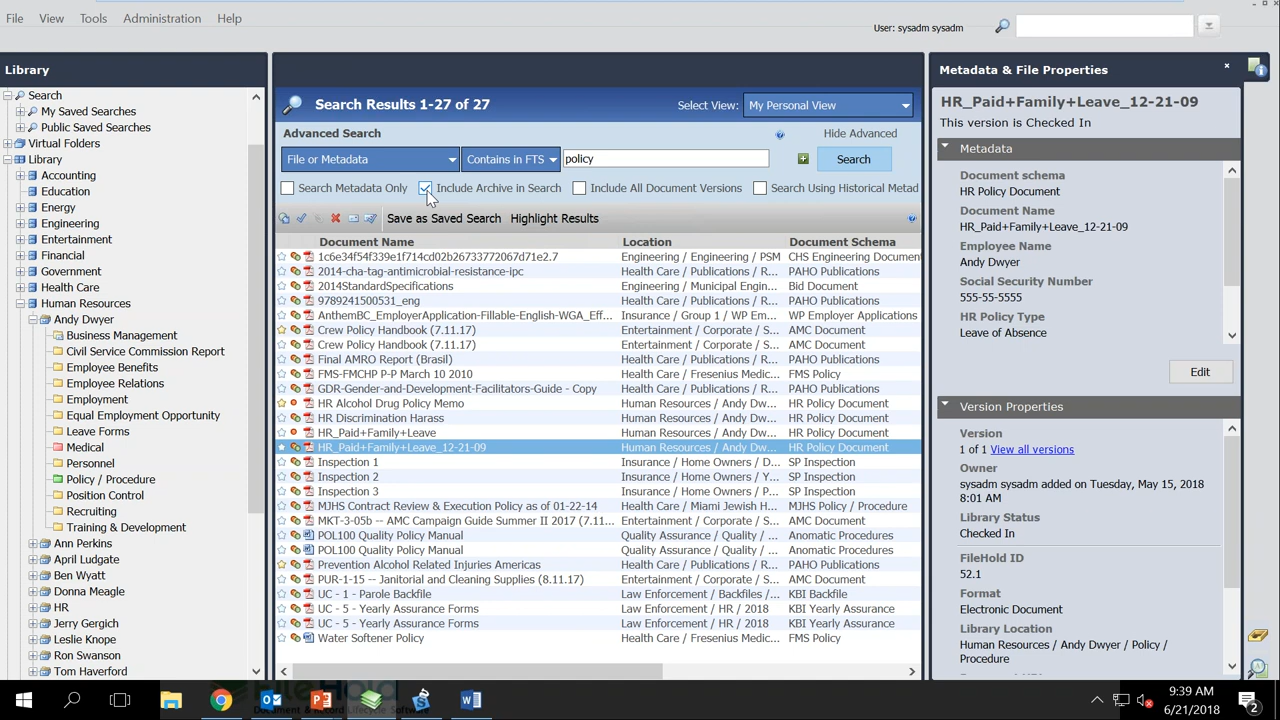 File View Tools Administration Help
User: sysadm sysadm
Library
Search
My Saved Searches
Public Saved Searches
Virtual Folders
Library
Accounting
Education
Energy
Engineering
Entertainment
Financial
Government
Health Care
Human Resources
Andy Dwyer
Business Management
Civil Service Commission Report
Employee Benefits
Employee Relations
Employment
Equal Employment Opportunity
Leave Forms
Medical
Personnel
Policy / Procedure
Position Control
Recruiting
Training & Development
Ann Perkins
April Ludgate
Ben Wyatt
Donna Meagle
HR
Jerry Gergich
Leslie Knope
Ron Swanson
Tom Haverford
Search Results 1-27 of 27
Select View: My Personal View
Advanced Search
Hide Advanced
File or Metadata Contains in FTS policy Search
Search Metadata Only Include Archive in Search Include All Document Versions Search Using Historical Metad
Save as Saved Search Highlight Results
Document Name Location Document Schema
1c6e34f54f339e1f714cd02b26733772067d71e2.7 Engineering / Engineering / PSM CHS Engineering Document
2014-cha-tag-antimicrobial-resistance-ipc Health Care / Publications / R... PAHO Publications
2014StandardSpecifications Engineering / Municipal Engin... Bid Document
9789241500531_eng Health Care / Publications / R... PAHO Publications
AnthemBC_EmployerApplication-Fillable-English-WGA_Eff... Insurance / Group 1 / WP Em... WP Employer Applications
Crew Policy Handbook (7.11.17) Entertainment / Corporate / S... AMC Document
Crew Policy Handbook (7.11.17) Entertainment / Corporate / S... AMC Document
Final AMRO Report (Brasil) Health Care / Publications / R... PAHO Publications
FMS-FMCHP P-P March 10 2010 Health Care / Fresenius Medic... FMS Policy
GDR-Gender-and-Development-Facilitators-Guide - Copy Health Care / Publications / R... PAHO Publications
HR Alcohol Drug Policy Memo Human Resources / Andy Dw... HR Policy Document
HR Discrimination Harass Human Resources / Andy Dw... HR Policy Document
HR_Paid+Family+Leave Human Resources / Andy Dw... HR Policy Document
HR_Paid+Family+Leave_12-21-09 Human Resources / Andy Dw... HR Policy Document
Inspection 1 Insurance / Home Owners / D... SP Inspection
Inspection 2 Insurance / Home Owners / P... SP Inspection
Inspection 3 Insurance / Home Owners / P... SP Inspection
MJHS Contract Review & Execution Policy as of 01-22-14 Health Care / Miami Jewish H... MJHS Policy / Procedure
MKT-3-05b -- AMC Campaign Guide Summer II 2017 (7.11... Entertainment / Corporate / S... AMC Document
POL100 Quality Policy Manual Quality Assurance / Quality / ... Anomatic Procedures
POL100 Quality Policy Manual Quality Assurance / Quality / ... Anomatic Procedures
Prevention Alcohol Related Injuries Americas Health Care / Publications / R... PAHO Publications
PUR-1-15 -- Janitorial and Cleaning Supplies (8.11.17) Entertainment / Corporate / S... AMC Document
UC - 1 - Parole Backfile Law Enforcement / Backfiles / ... KBI Backfile
UC - 5 - Yearly Assurance Forms Law Enforcement / HR / 2018 KBI Yearly Assurance
UC - 5 - Yearly Assurance Forms Law Enforcement / HR / 2018 KBI Yearly Assurance
Water Softener Policy Health Care / Fresenius Medic... FMS Policy
Metadata & File Properties
HR_Paid+Family+Leave_12-21-09
This version is Checked In
Metadata
Document schema
HR Policy Document
Document Name
HR_Paid+Family+Leave_12-21-09
Employee Name
Andy Dwyer
Social Security Number
555-55-5555
HR Policy Type
Leave of Absence
Edit
Version Properties
Version
1 of 1 View all versions
Owner
sysadm sysadm added on Tuesday, May 15, 2018
8:01 AM
Library Status
Checked In
FileHold ID
52.1
Format
Electronic Document
Library Location
Human Resources / Andy Dwyer / Policy /
Procedure
9:39 AM
6/21/2018
2